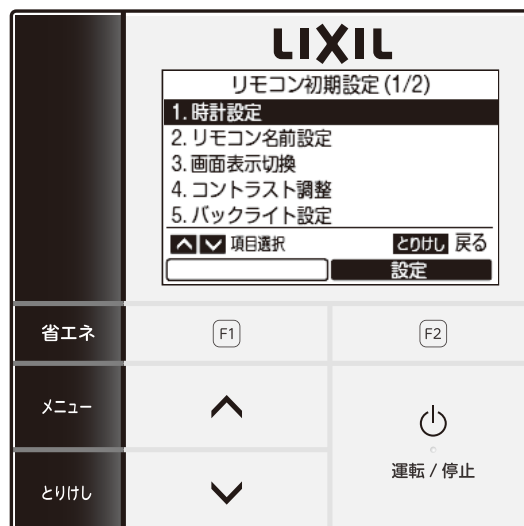 LIXIL
リモコン初期設定(1/2)
1. 時計設定
2. リモコン名前設定
3. 画面表示切換
4. コントラスト調整
5. バックライト設定
項目選択 とりけし 戻る
設定
省エネ F1 F2
メニュー
運転 / 停止
とりけし